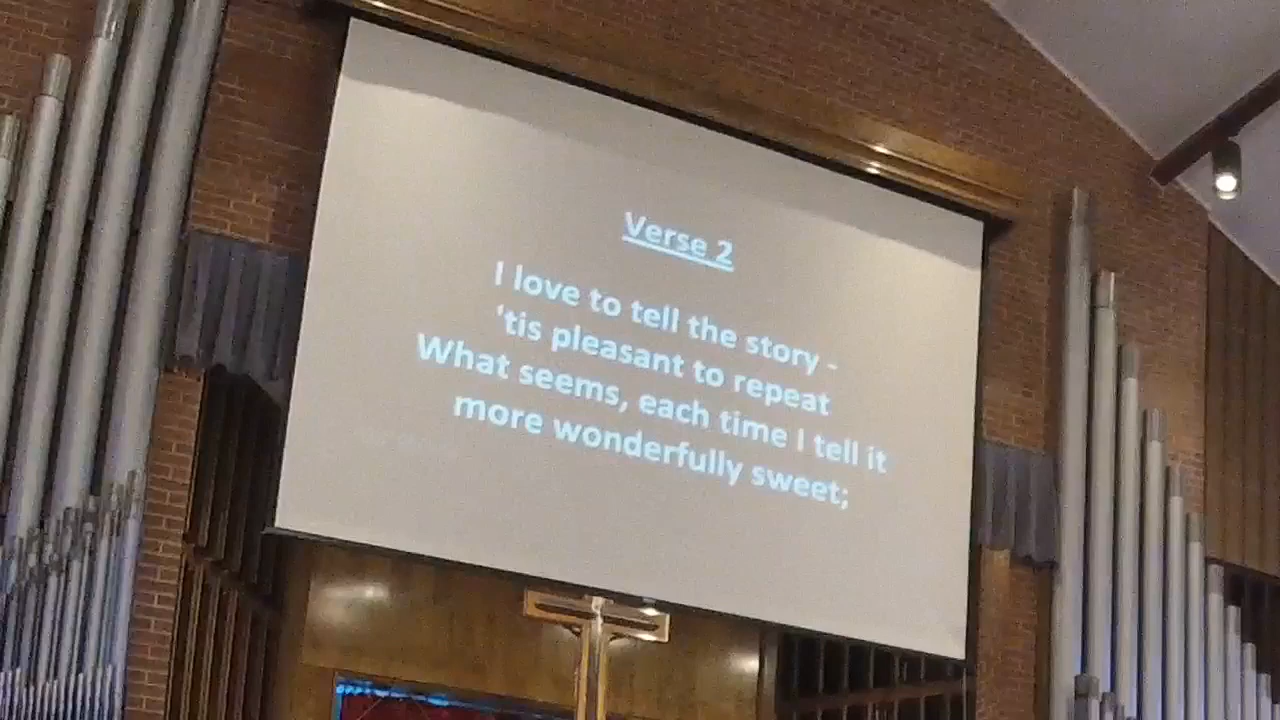 Verse 2
I love to tell the story -
‘tis pleasant to repeat
What seems, each time I tell it
more wonderfully sweet;